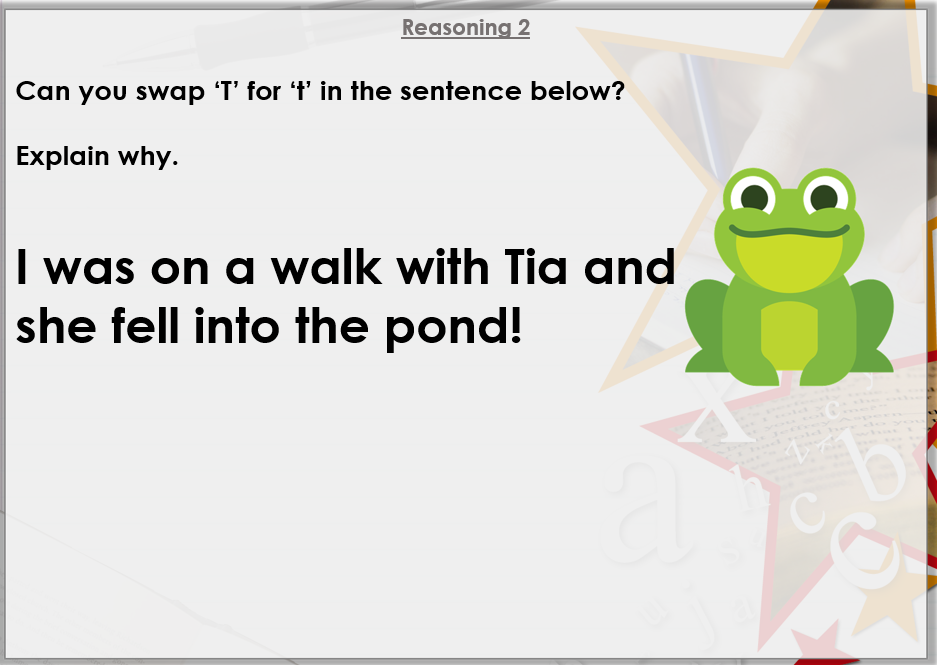 Reasoning 2
Can you swap ‘T’ for ‘t’ in the sentence below?
Explain why.
I was on a walk with Tia and
she fell into the pond!